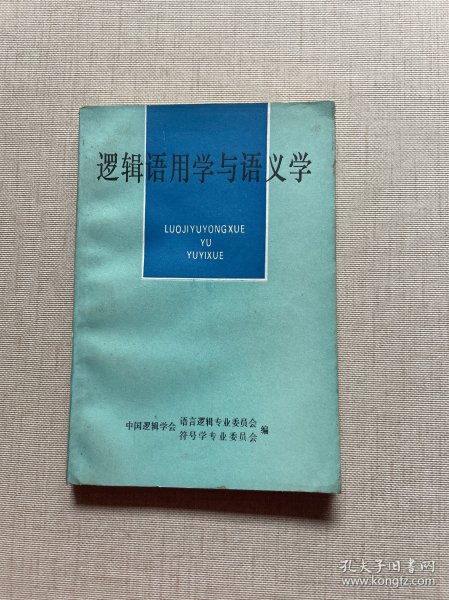 逻辑语用学与语义学
LUOJIYUYONGXUE
YU
YUYIXUE
中国逻辑学会 语言逻辑专业委员会 编
符号学专业委员会
孔夫子旧书网
www.kongfz.com